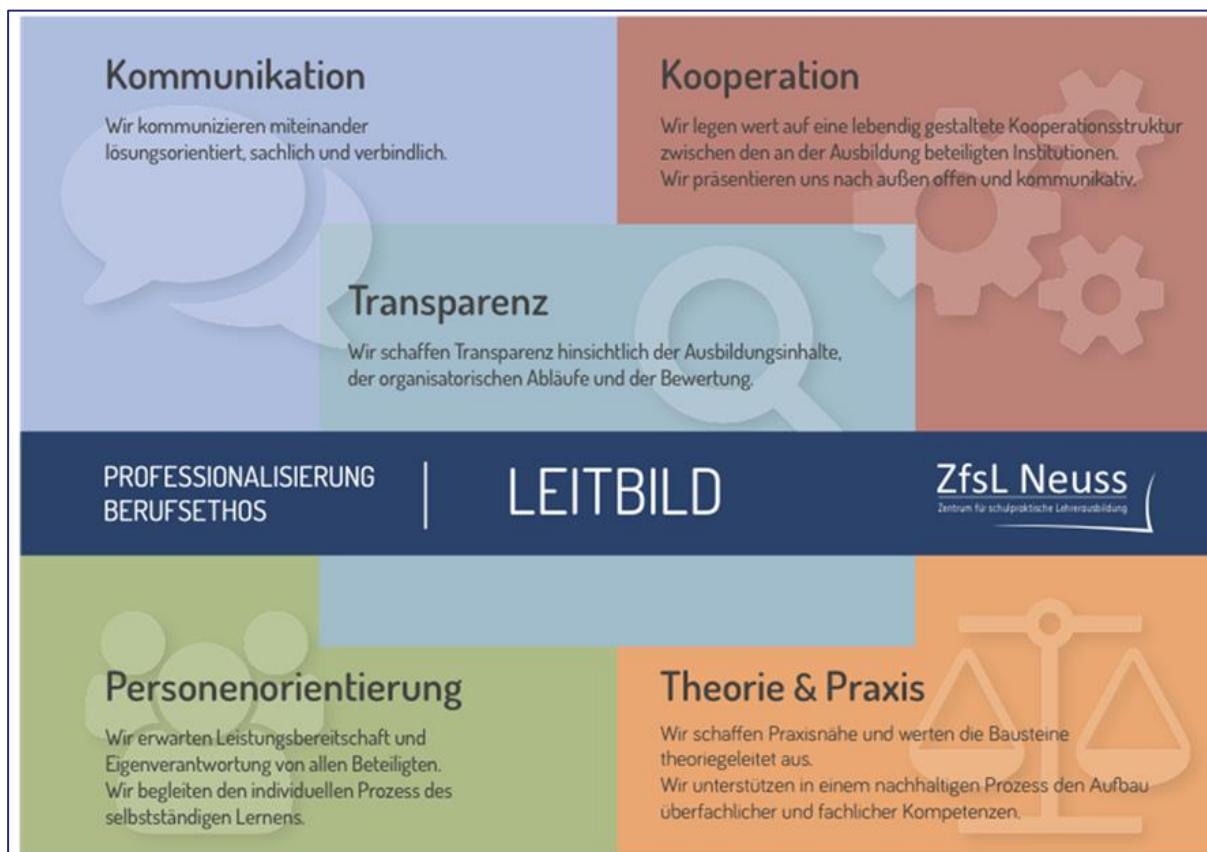 Kommunikation
Wir kommunizieren miteinander
lösungsorientiert, sachlich und verbindlich.
Kooperation
Wir legen wert auf eine lebendig gestaltete Kooperationsstruktur
zwischen den an der Ausbildung beteiligten Institutionen.
Wir präsentieren uns nach außen offen und kommunikativ.
Transparenz
Wir schaffen Transparenz hinsichtlich der Ausbildungsinhalte,
der organisatorischen Abläufe und der Bewertung.
PROFESSIONALISIERUNG
BERUFSETHOS
LEITBILD
ZfsL Neuss
Zentrum für schulpraktische Lehrerausbildung
Personenorientierung
Wir erwarten Leistungsbereitschaft und
Eigenverantwortung von allen Beteiligten.
Wir begleiten den individuellen Prozess des
selbstständigen Lernens.
Theorie & Praxis
Wir schaffen Praxisnähe und werten die Bausteine
theoriegeleitet aus.
Wir unterstützen in einem nachhaltigen Prozess den Aufbau
überfachlicher und fachlicher Kompetenzen.